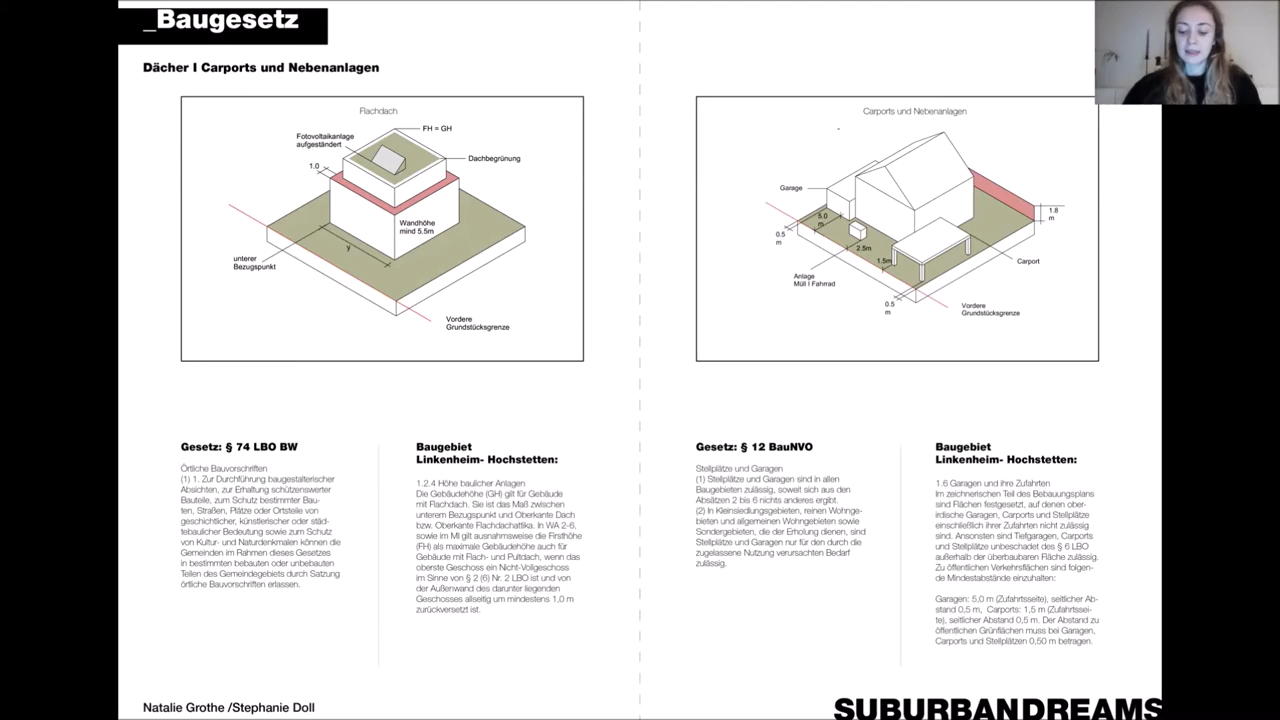 _Baugesetz
Dächer I Carports und Nebenanlagen
Flachdach
Fotovoltaikanlage
aufgeständert
FH = GH
Dachbegrünung
1.0
Wandhöhe
mind 5.5m
y
unterer
Bezugspunkt
Vordere
Grundstücksgrenze
Carports und Nebenanlagen
Garage
5.0
m
0.5
m
2.5m
1.5m
1.8
m
Anlage
Müll I Fahrrad
Carport
0.5
m
Vordere
Grundstücksgrenze
Gesetz: § 74 LBO BW
Örtliche Bauvorschriften
(1) 1. Zur Durchführung baugestalterischer
Absichten, zur Erhaltung schützenswerter
Bauteile, zum Schutz bestimmter Bau-
ten, Straßen, Plätze oder Ortsteile von
geschichtlicher, künstlerischer oder städ-
tebaulicher Bedeutung sowie zum Schutz
von Kultur- und Naturdenkmalen können die
Gemeinden im Rahmen dieses Gesetzes
in bestimmten bebauten oder unbebauten
Teilen des Gemeindegebiets durch Satzung
örtliche Bauvorschriften erlassen.
Baugebiet
Linkenheim- Hochstetten:
1.2.4 Höhe baulicher Anlagen
Die Gebäudehöhe (GH) gilt für Gebäude
mit Flachdach. Sie ist das Maß zwischen
unterem Bezugspunkt und Oberkante Dach
bzw. Oberkante Flachdachattika. In WA 2-6,
sowie im MI gilt ausnahmsweise die Firsthöhe
(FH) als maximale Gebäudehöhe auch für
Gebäude mit Flach- und Pultdach, wenn das
oberste Geschoss ein Nicht-Vollgeschoss
im Sinne von § 2 (6) Nr. 2 LBO ist und von
der Außenwand des darunter liegenden
Geschosses allseitig um mindestens 1,0 m
zurückversetzt ist.
Gesetz: § 12 BauNVO
Stellplätze und Garagen
(1) Stellplätze und Garagen sind in allen
Baugebieten zulässig, soweit sich aus den
Absätzen 2 bis 6 nichts anderes ergibt.
(2) In Kleinsiedlungsgebieten, reinen Wohnge-
bieten und allgemeinen Wohngebieten sowie
Sondergebieten, die der Erholung dienen, sind
Stellplätze und Garagen nur für den durch die
zugelassene Nutzung verursachten Bedarf
zulässig.
Baugebiet
Linkenheim- Hochstetten:
1.6 Garagen und ihre Zufahrten
Im zeichnerischen Teil des Bebauungsplans
sind Flächen festgesetzt, auf denen ober-
irdische Garagen, Carports und Stellplätze
einschließlich ihrer Zufahrten nicht zulässig
sind. Ansonsten sind Tiefgaragen, Carports
und Stellplätze unbeschadet des § 6 LBO
außerhalb der überbaubaren Fläche zulässig.
Zu öffentlichen Verkehrsflächen sind folgen-
de Mindestabstände einzuhalten:
Garagen: 5,0 m (Zufahrtsseite), seitlicher Ab-
stand 0,5 m, Carports: 1,5 m (Zufahrtssei-
te), seitlicher Abstand 0,5 m. Der Abstand zu
öffentlichen Grünflächen muss bei Garagen,
Carports und Stellplätzen 0,50 m betragen.
Natalie Grothe /Stephanie Doll
SUBURBANDREAMS